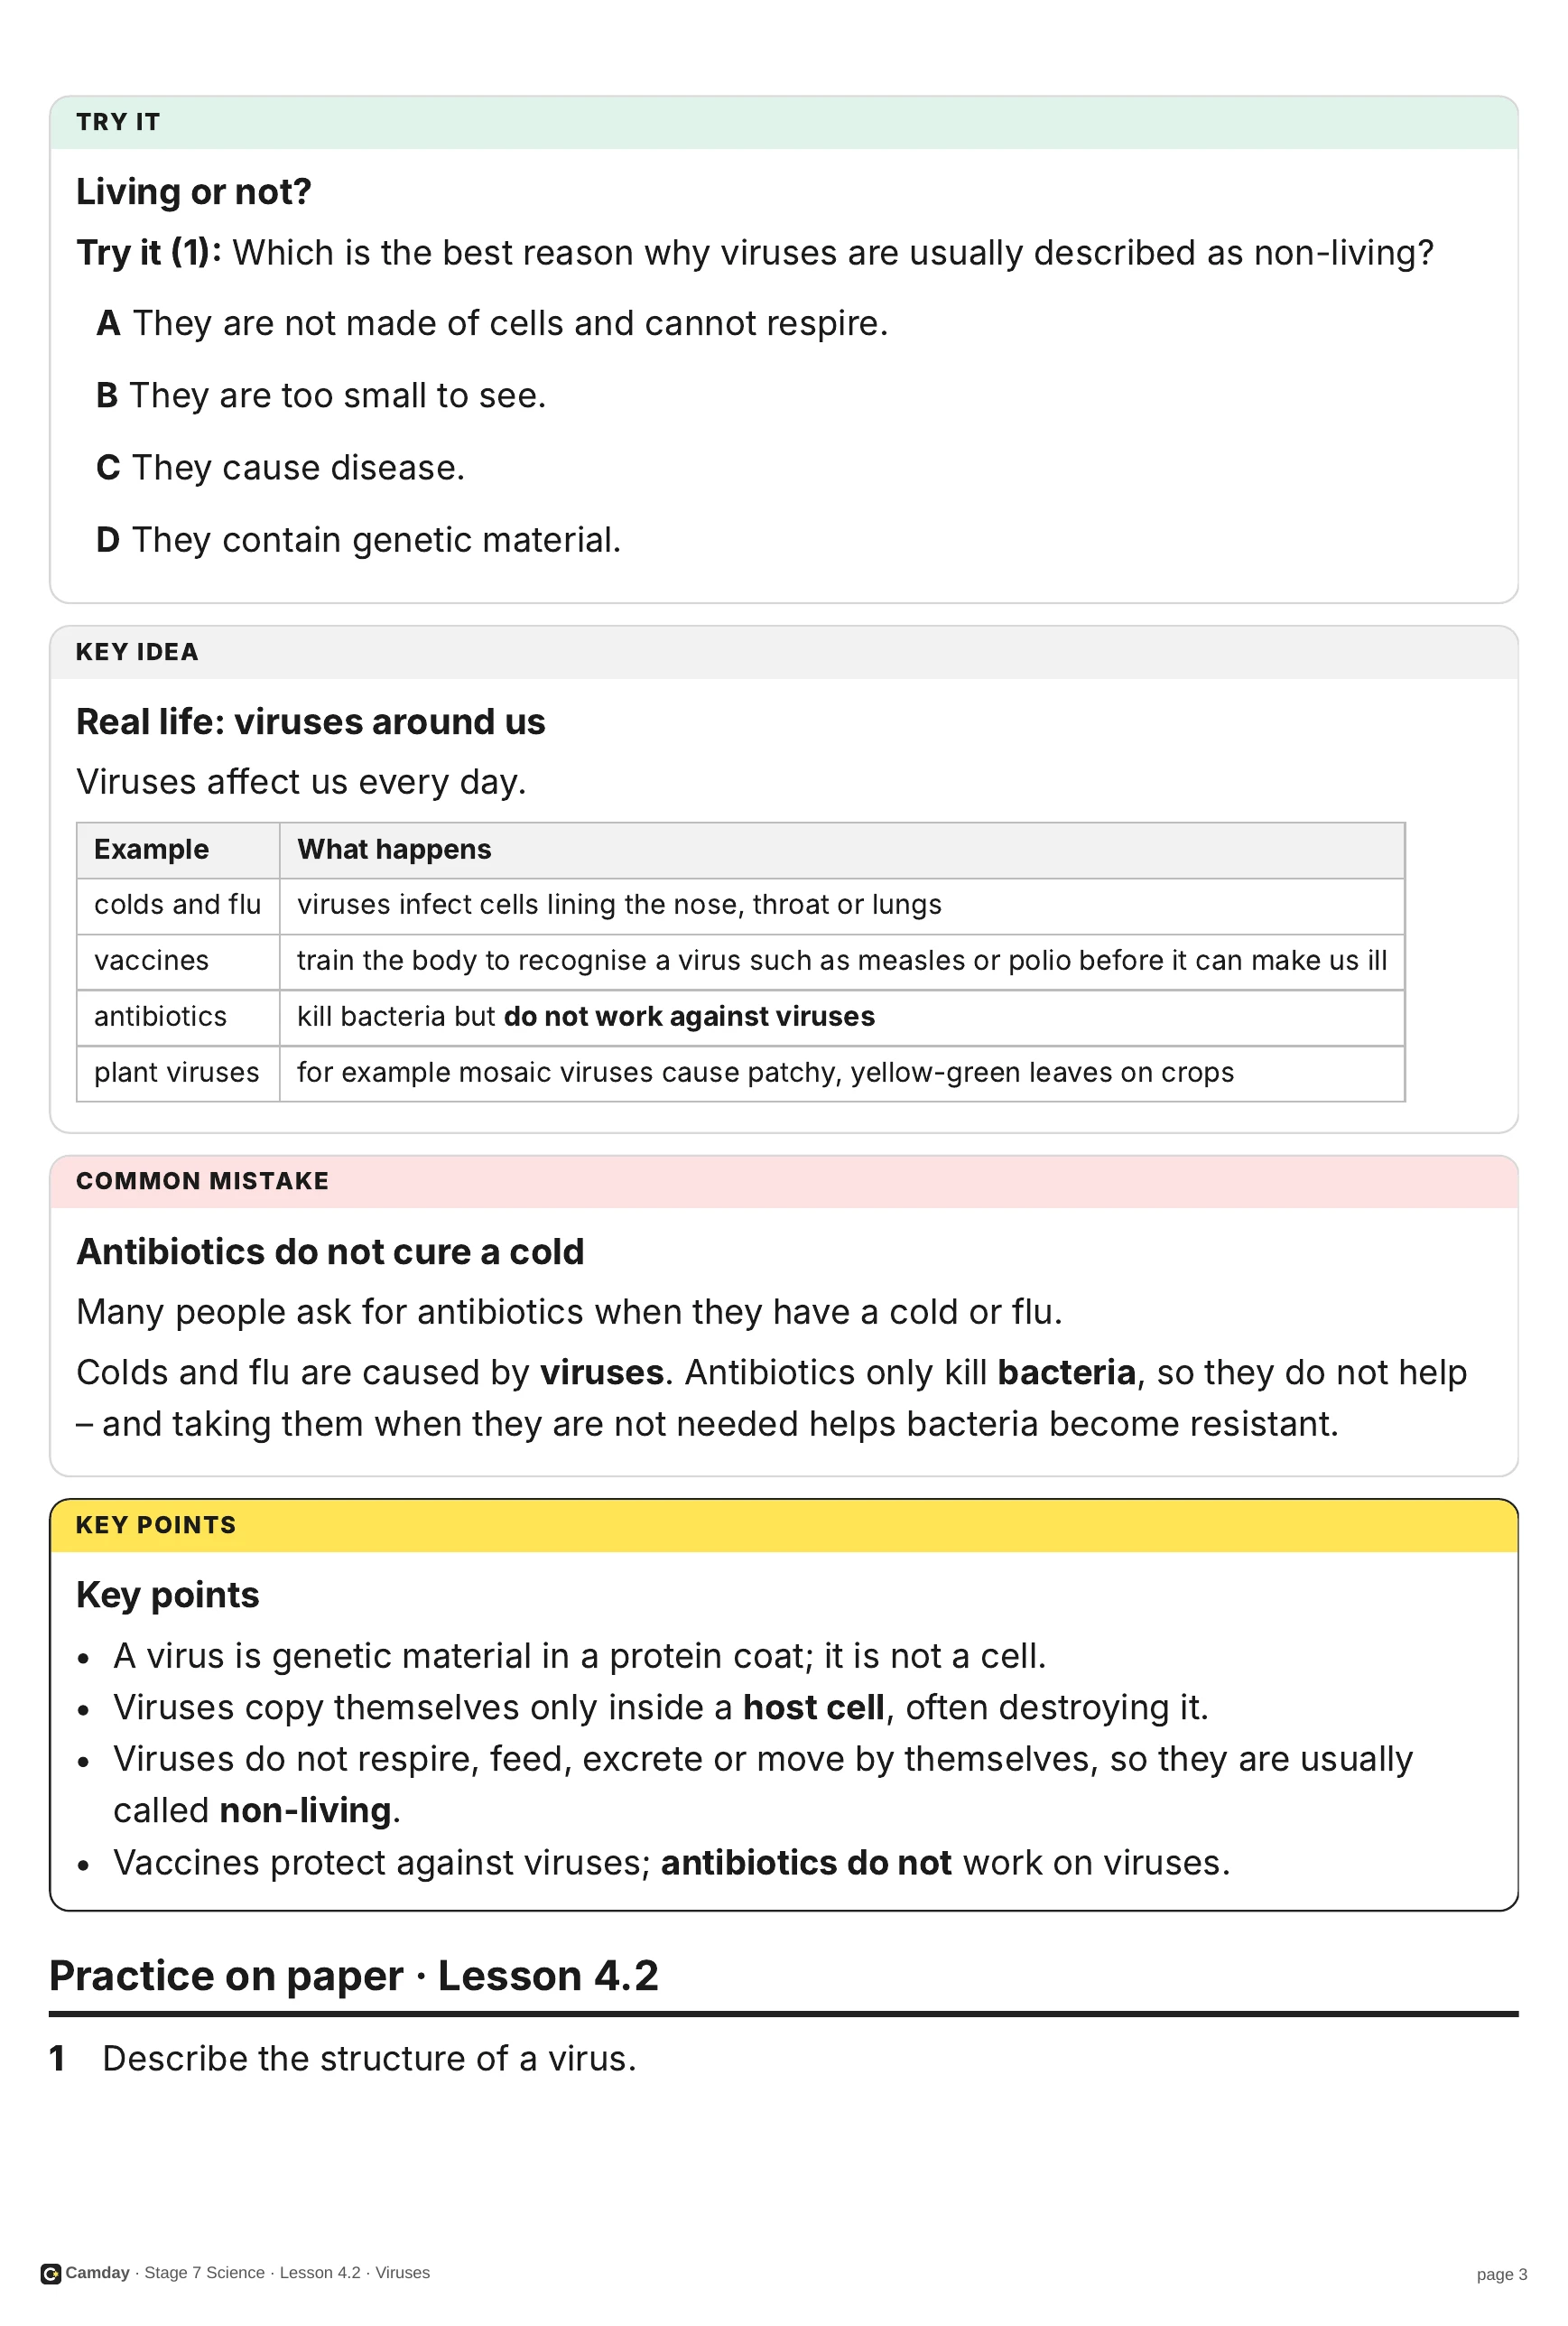 TRY IT
Living or not?
Try it (1): Which is the best reason why viruses are usually described as non-living?
A They are not made of cells and cannot respire.
B They are too small to see.
C They cause disease.
D They contain genetic material.
KEY IDEA
Real life: viruses around us
Viruses affect us every day.
Example What happens
colds and flu viruses infect cells lining the nose, throat or lungs
vaccines train the body to recognise a virus such as measles or polio before it can make us ill
antibiotics kill bacteria but do not work against viruses
plant viruses for example mosaic viruses cause patchy, yellow-green leaves on crops
COMMON MISTAKE
Antibiotics do not cure a cold
Many people ask for antibiotics when they have a cold or flu.
Colds and flu are caused by viruses. Antibiotics only kill bacteria, so they do not help
– and taking them when they are not needed helps bacteria become resistant.
KEY POINTS
Key points
• A virus is genetic material in a protein coat; it is not a cell.
• Viruses copy themselves only inside a host cell, often destroying it.
• Viruses do not respire, feed, excrete or move by themselves, so they are usually
called non-living.
• Vaccines protect against viruses; antibiotics do not work on viruses.
Practice on paper · Lesson 4.2
1 Describe the structure of a virus.
Camday · Stage 7 Science · Lesson 4.2 · Viruses
page 3